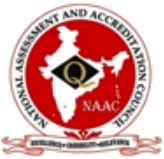 NATIONAL ASSESSMENT AND ACCREDITATION COUNCIL
Q
NAAC
EXCELLENCE • CREDIBILITY • RELEVANCE